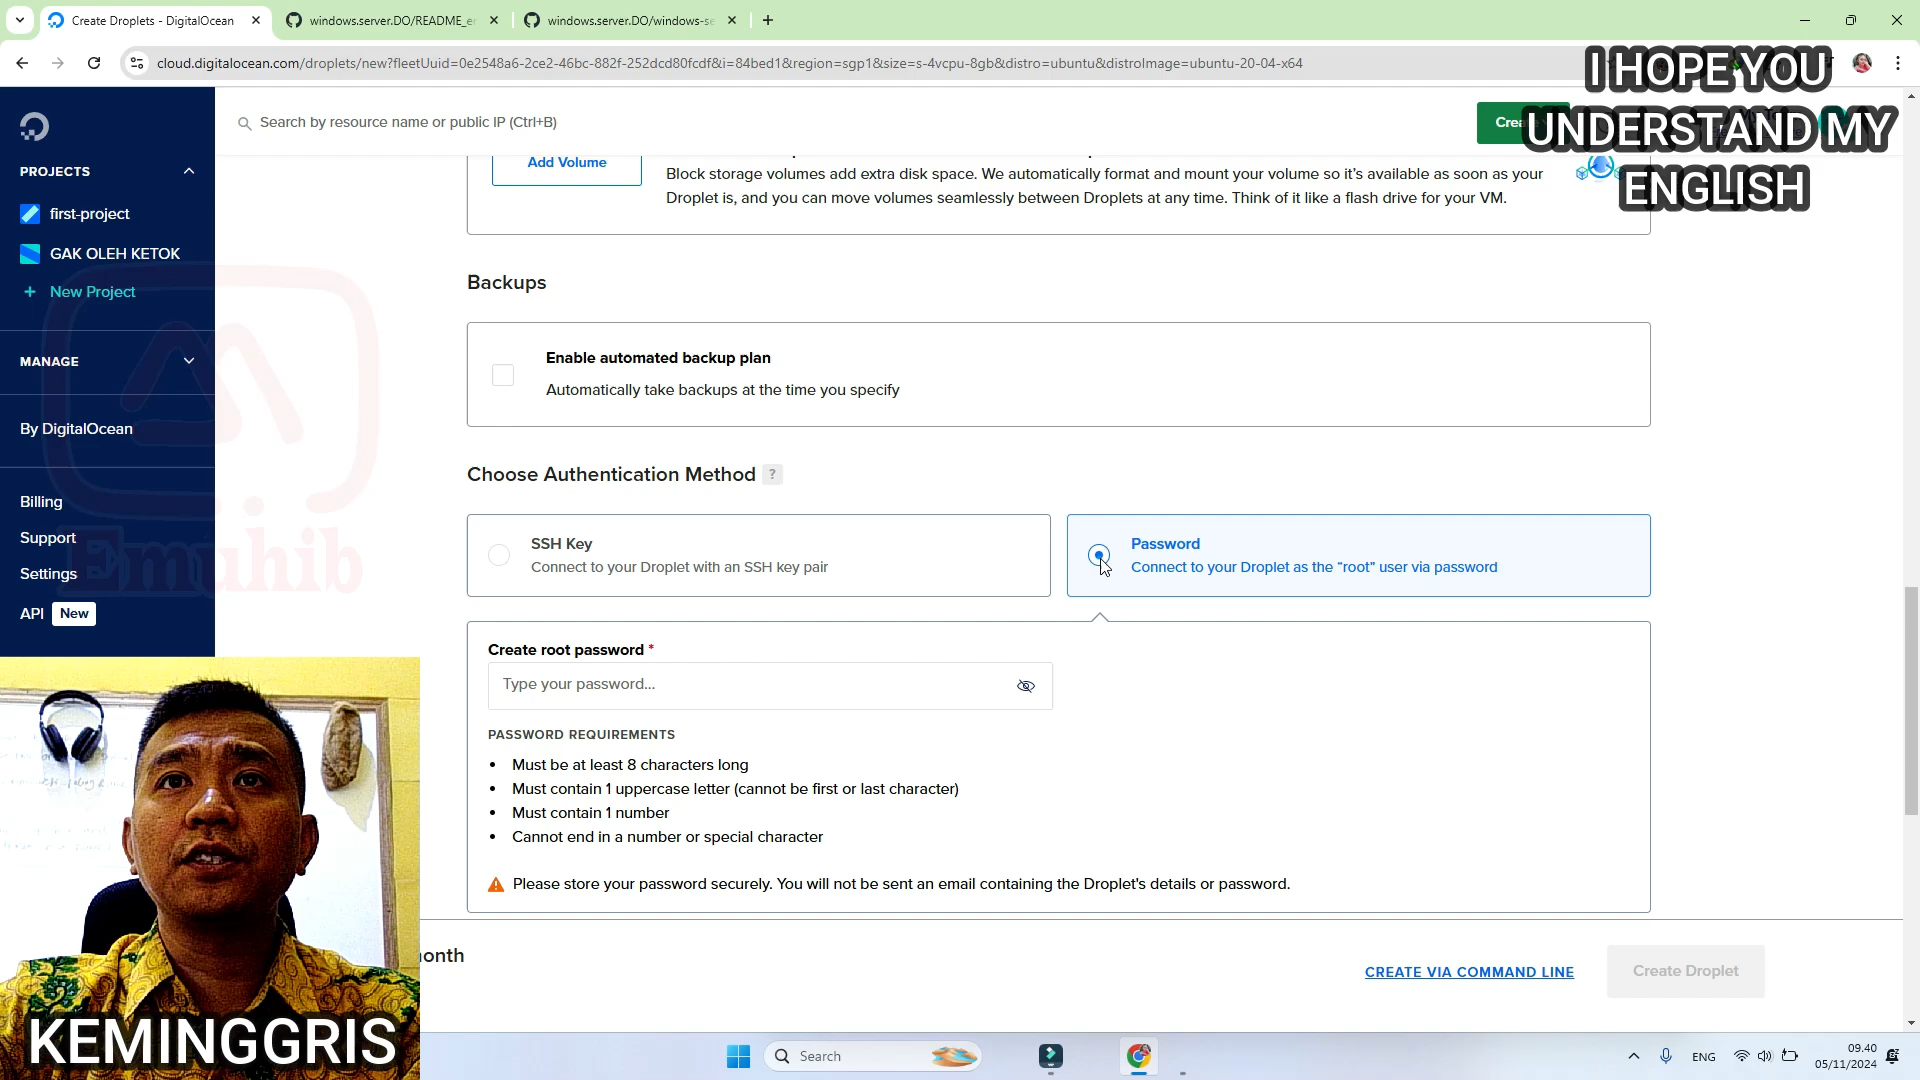 Create Droplets - DigitalOcean
windows.server.DO/README_e
windows.server.DO/windows-se
cloud.digitalocean.com/droplets/new?fleetUuid=0e2548a6-2ce2-46bc-882f-252dcd80fcdf&i=84bed1&region=sgp1&size=s-4vcpu-8gb&distro=ubuntu&distroImage=ubuntu-20-04-x64
I HOPE YOU
UNDERSTAND MY
ENGLISH
Search by resource name or public IP (Ctrl+B)
Create
PROJECTS
first-project
GAK OLEH KETOK
+ New Project
MANAGE
By DigitalOcean
Billing
Support
Settings
API New
Emuhib
Add Volume
Block storage volumes add extra disk space. We automatically format and mount your volume so it’s available as soon as your
Droplet is, and you can move volumes seamlessly between Droplets at any time. Think of it like a flash drive for your VM.
Backups
Enable automated backup plan
Automatically take backups at the time you specify
Choose Authentication Method ?
SSH Key
Connect to your Droplet with an SSH key pair
Password
Connect to your Droplet as the “root” user via password
Create root password *
Type your password...
PASSWORD REQUIREMENTS
• Must be at least 8 characters long
• Must contain 1 uppercase letter (cannot be first or last character)
• Must contain 1 number
• Cannot end in a number or special character
Please store your password securely. You will not be sent an email containing the Droplet's details or password.
onth
CREATE VIA COMMAND LINE
Create Droplet
KEMINGGRIS
Search
ENG
09.40
05/11/2024